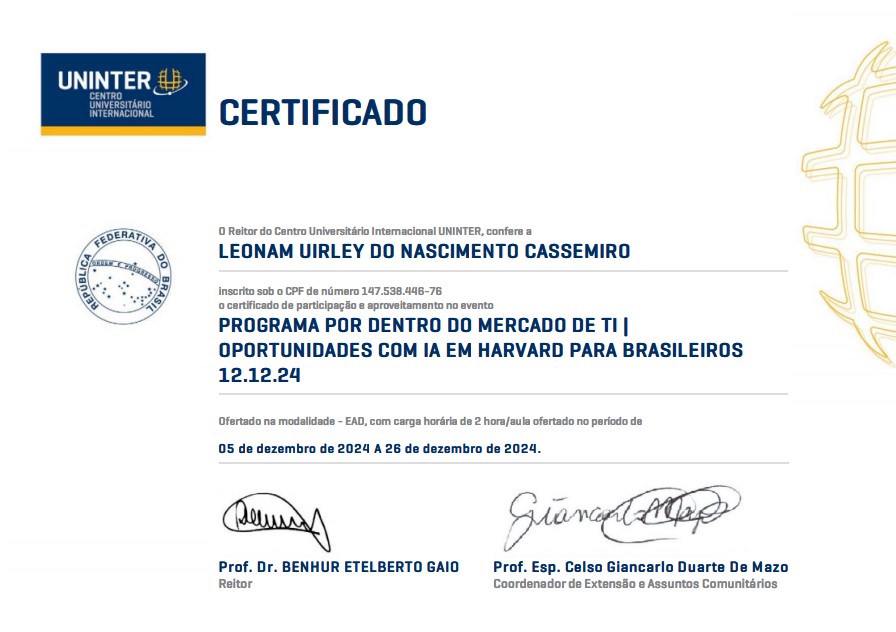 UNINTER
CENTRO
UNIVERSITÁRIO
INTERNACIONAL
CERTIFICADO
REPÚBLICA FEDERATIVA DO BRASIL
ORDEM E PROGRESSO
O Reitor do Centro Universitário Internacional UNINTER, confere a
LEONAM UIRLEY DO NASCIMENTO CASSEMIRO
inscrito sob o CPF de número 147.538.446-76
o certificado de participação e aproveitamento no evento
PROGRAMA POR DENTRO DO MERCADO DE TI |
OPORTUNIDADES COM IA EM HARVARD PARA BRASILEIROS
12.12.24
Ofertado na modalidade - EAD, com carga horária de 2 hora/aula ofertado no período de
05 de dezembro de 2024 A 26 de dezembro de 2024.
Prof. Dr. BENHUR ETELBERTO GAIO
Reitor
Prof. Esp. Celso Giancarlo Duarte De Mazo
Coordenador de Extensão e Assuntos Comunitários